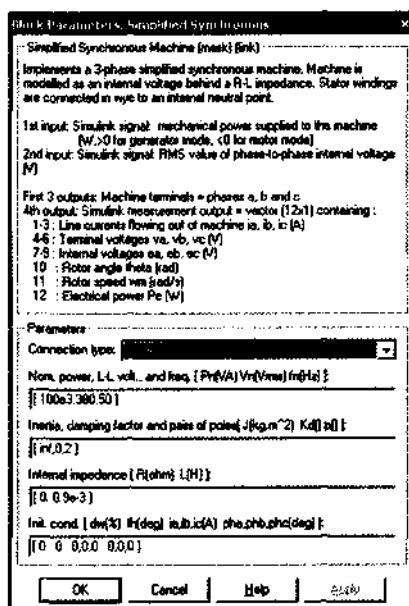 Block Parameters: Simplified Synchronous
Simplified Synchronous Machine (mask) (link)
Implements a 3-phase simplified synchronous machine. Machine is
modelled as an internal voltage behind a R-L impedance. Stator windings
are connected in wye to an internal neutral point.
1st input: Simulink signal: mechanical power supplied to the machine
(W,>0 for generator mode, <0 for motor mode)
2nd input: Simulink signal: RMS value of phase-to-phase internal voltage
(V)
First 3 outputs: Machine terminals = phases a, b and c
4th output: Simulink measurement output = vector (12x1) containing :
1-3 : Line currents flowing out of machine ia, ib, ic (A)
4-6 : Terminal voltages va, vb, vc (V)
7-9 : Internal voltages ea, eb, ec (V)
10 : Rotor angle theta (rad)
11 : Rotor speed wm (rad/s)
12 : Electrical power Pe (W)
Parameters
Connection type:
Nom. power, L-L volt., and freq. [ Pn(VA) Vn(Vrms) fn(Hz) ]:
[ 100e3,380,50 ]
Inertia, damping factor and pairs of poles[ J(kg.m^2) Kd() p() ]:
[ inf,0,2 ]
Internal impedance [ R(ohm) L(H) ]:
[ 0, 0.9e-3 ]
Init. cond. [ dw(%) th(deg) ia,ib,ic(A) pha,phb,phc(deg) ]:
[ 0 0 0,0,0 0,0,0 ]
OK Cancel Help Apply